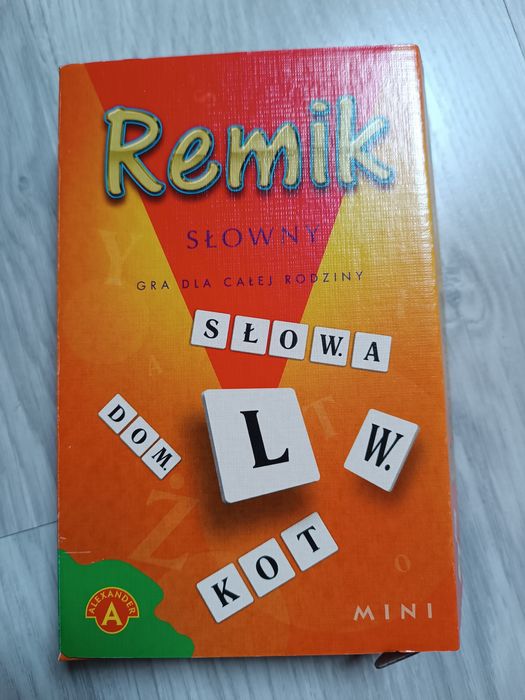 Remik
SŁOWNY
GRA DLA CAŁEJ RODZINY
SŁOW.A
L
W.
DOM.
KOT
ALEXANDER
A
MINI
Y
A
T
Ż
O